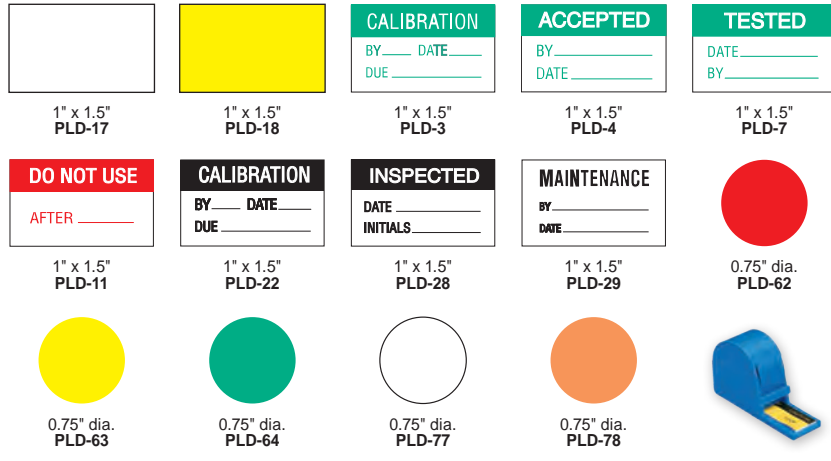 CALIBRATION
BY DATE
DUE
ACCEPTED
BY
DATE
TESTED
DATE
BY
1" x 1.5"
PLD-17
1" x 1.5"
PLD-18
1" x 1.5"
PLD-3
1" x 1.5"
PLD-4
1" x 1.5"
PLD-7
DO NOT USE
AFTER
CALIBRATION
BY DATE
DUE
INSPECTED
DATE
INITIALS
MAINTENANCE
BY
DATE
1" x 1.5"
PLD-11
1" x 1.5"
PLD-22
1" x 1.5"
PLD-28
1" x 1.5"
PLD-29
0.75" dia.
PLD-62
0.75" dia.
PLD-63
0.75" dia.
PLD-64
0.75" dia.
PLD-77
0.75" dia.
PLD-78